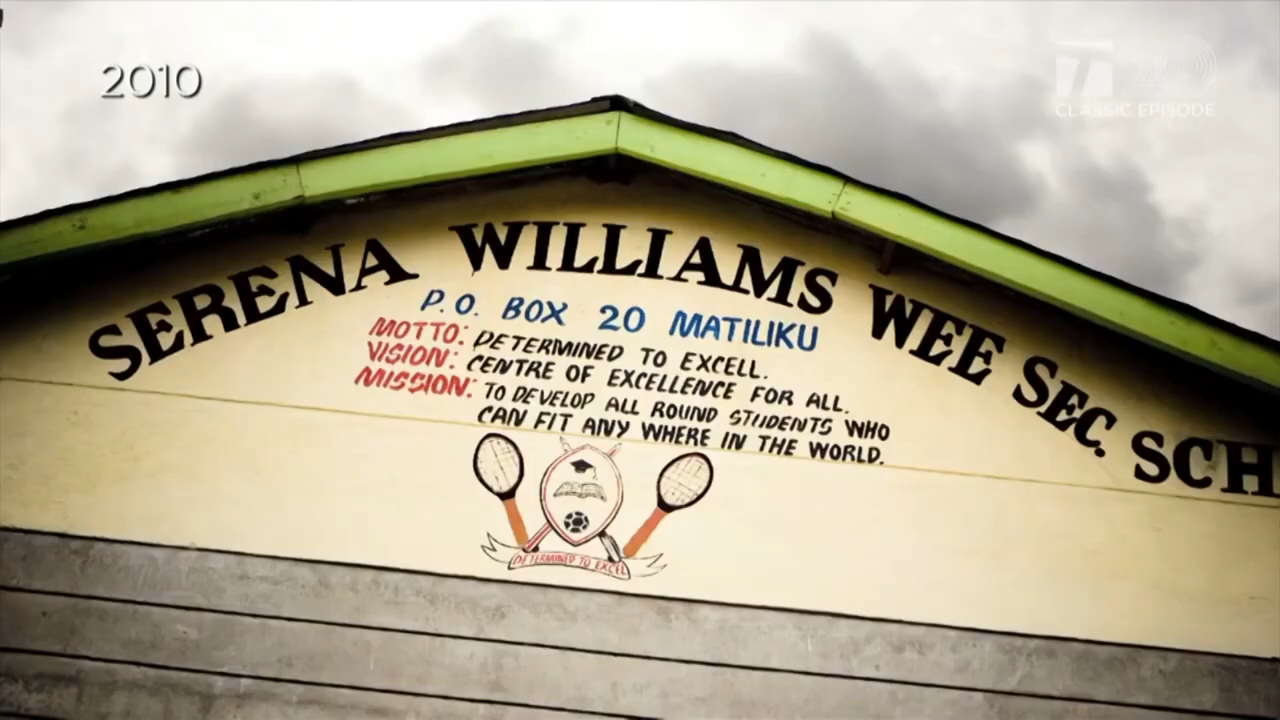 2010
T 20
CLASSIC EPISODE
SERENA WILLIAMS WEE SEC. SCH
P.O. BOX 20 MATILIKU
MOTTO: DETERMINED TO EXCELL.
VISION: CENTRE OF EXCELLENCE FOR ALL.
MISSION: TO DEVELOP ALL ROUND STUDENTS WHO
CAN FIT ANY WHERE IN THE WORLD.
DETERMINED TO EXCEL